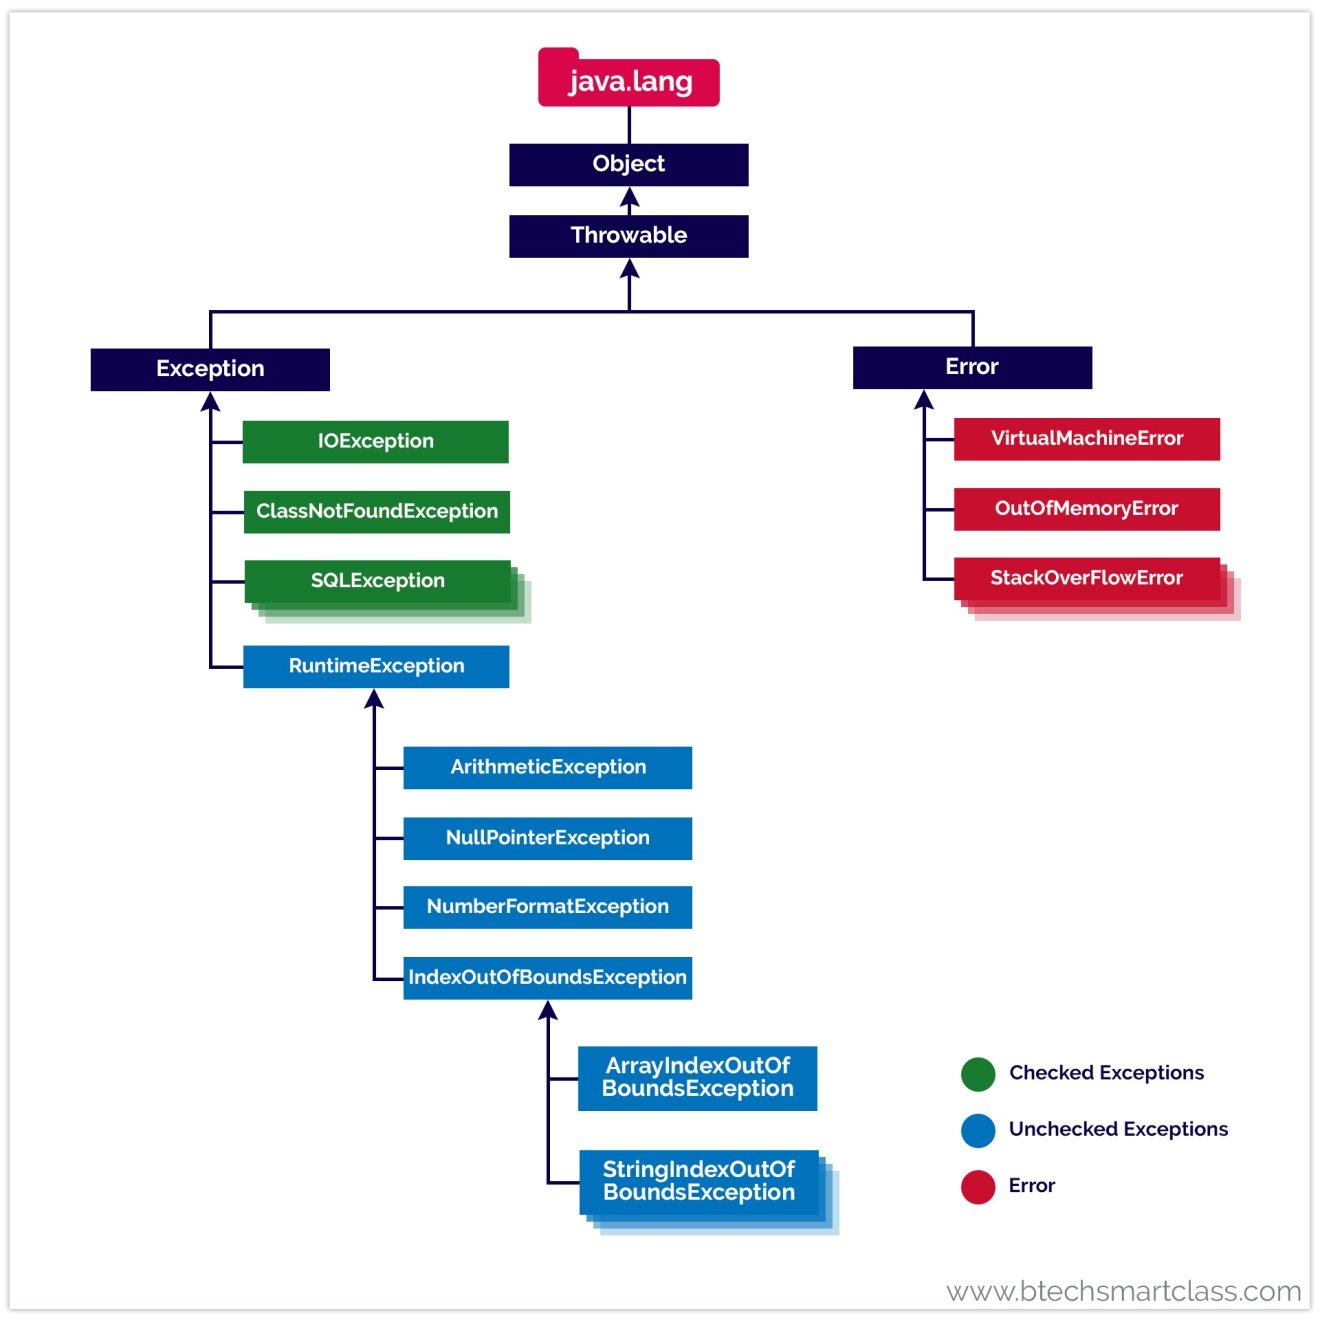 java.lang
Object
Throwable
Exception
Error
IOException
ClassNotFoundException
SQLException
RuntimeException
VirtualMachineError
OutOfMemoryError
StackOverFlowError
ArithmeticException
NullPointerException
NumberFormatException
IndexOutOfBoundsException
ArrayIndexOutOf
BoundsException
StringIndexOutOf
BoundsException
Checked Exceptions
Unchecked Exceptions
Error
www.btechsmartclass.com